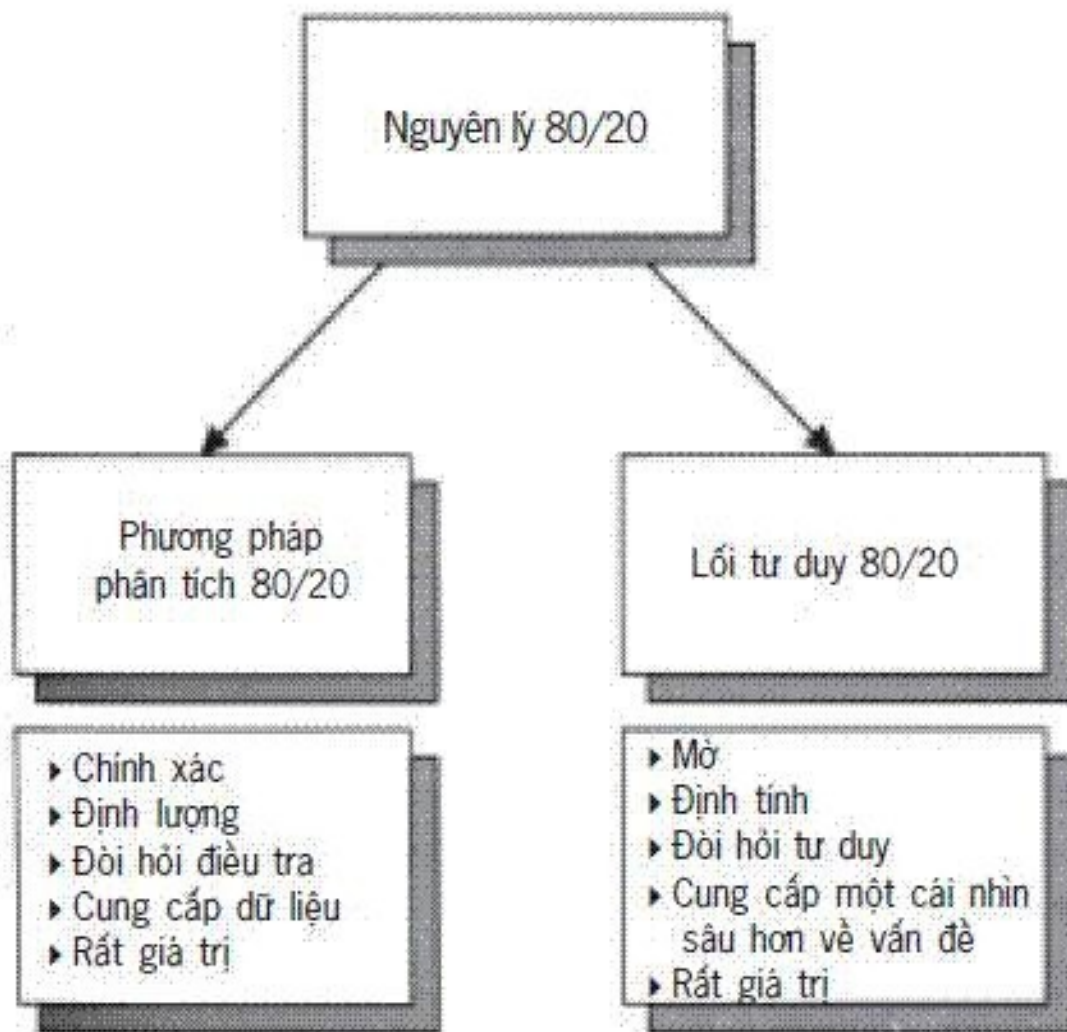 Nguyên lý 80/20
Phương pháp
phân tích 80/20
Lối tư duy 80/20
▸ Chính xác
▸ Định lượng
▸ Đòi hỏi điều tra
▸ Cung cấp dữ liệu
▸ Rất giá trị
▸ Mờ
▸ Định tính
▸ Đòi hỏi tư duy
▸ Cung cấp một cái nhìn
sâu hơn về vấn đề
▸ Rất giá trị